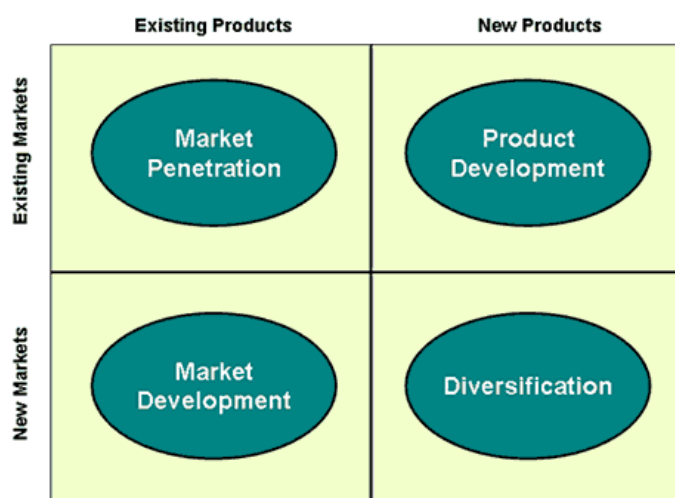 Existing Products
New Products
Existing Markets
Market
Penetration
Product
Development
New Markets
Market
Development
Diversification